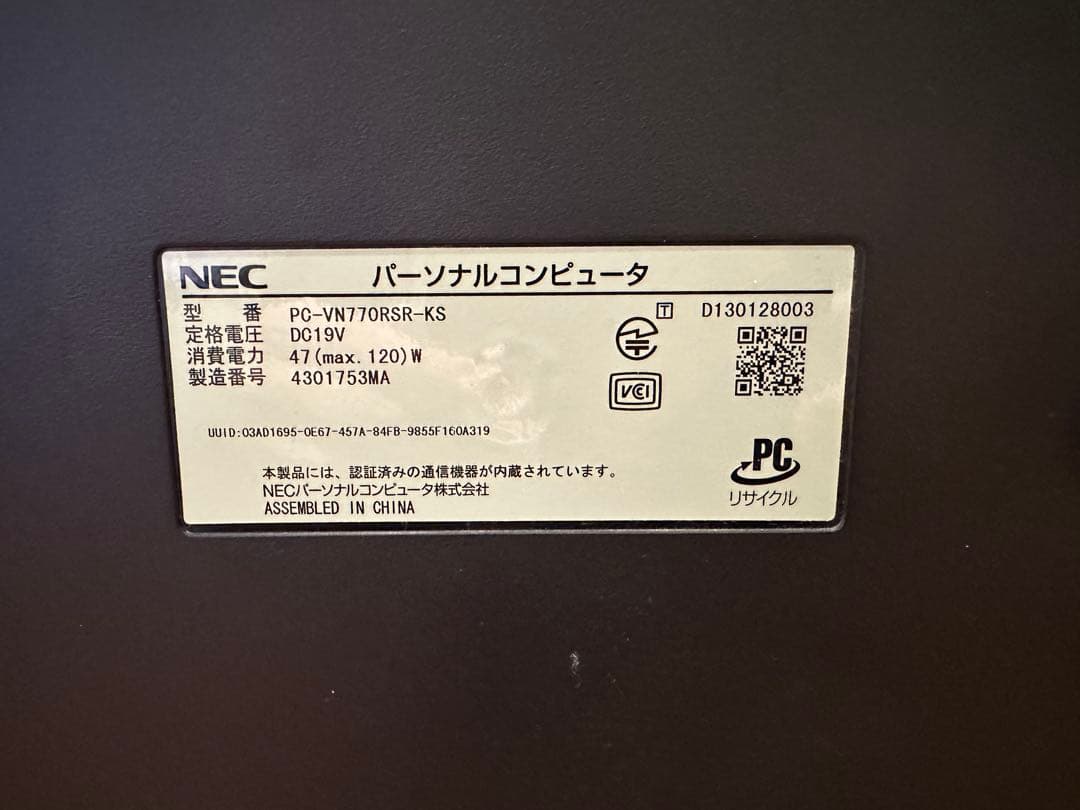 NEC パーソナルコンピュータ
型番 PC-VN770RSR-KS
定格電圧 DC19V
消費電力 47(max.120)W
製造番号 4301753MA
T D130128003
VCI
UUID:03AD1695-0E67-457A-84FB-9855F160A319
本製品には、認証済みの通信機器が内蔵されています。
NECパーソナルコンピュータ株式会社
ASSEMBLED IN CHINA
PC
リサイクル